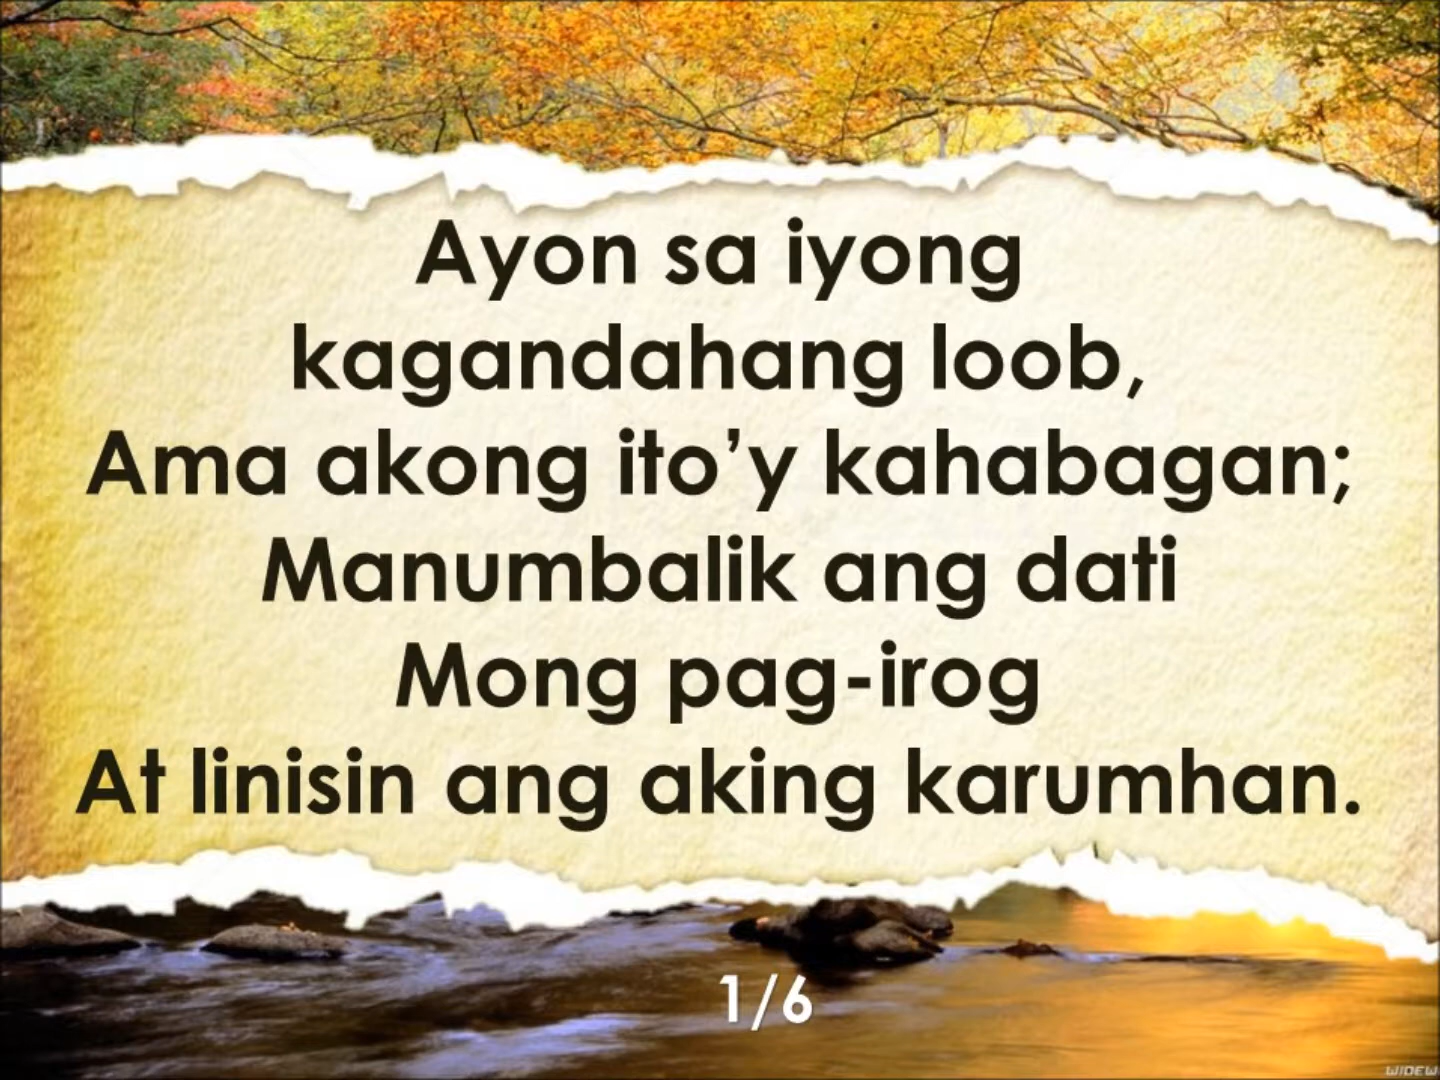 Ayon sa iyong
kagandahang loob,
Ama akong ito’y kahabagan;
Manumbalik ang dati
Mong pag-irog
At linisin ang aking karumhan.
1/6